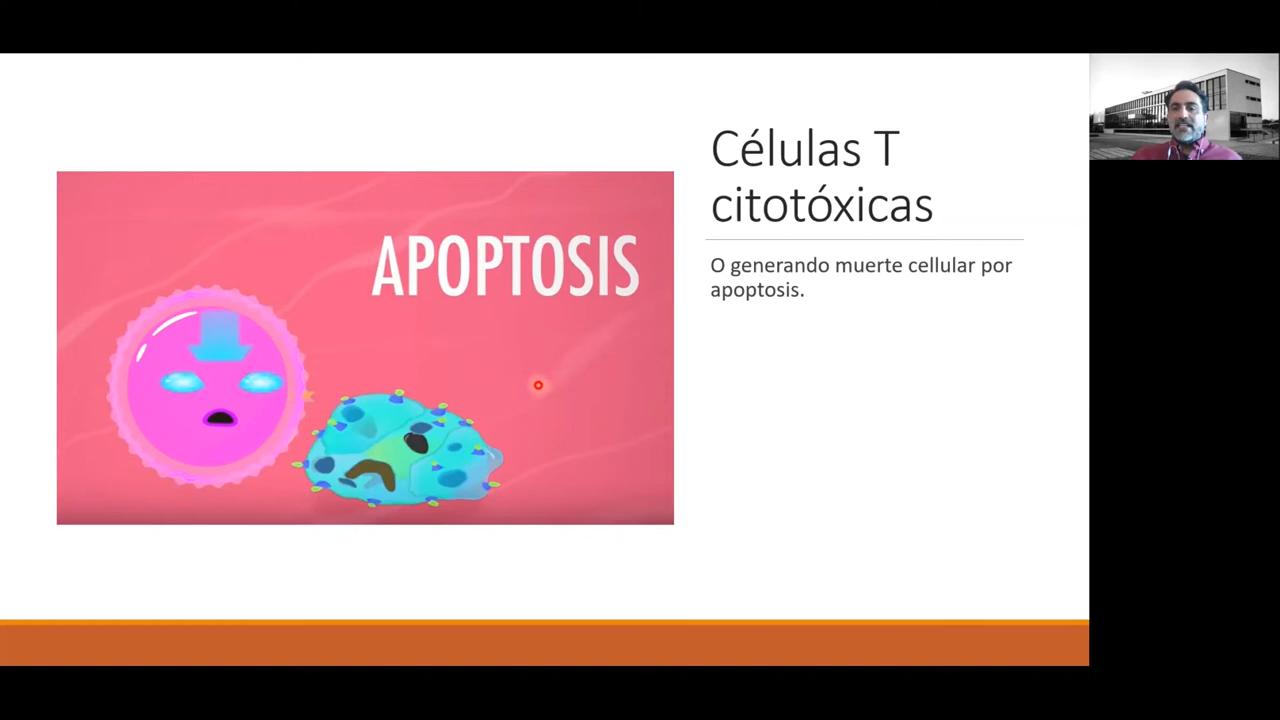 APOPTOSIS
Células T
citotóxicas
O generando muerte cellular por
apoptosis.